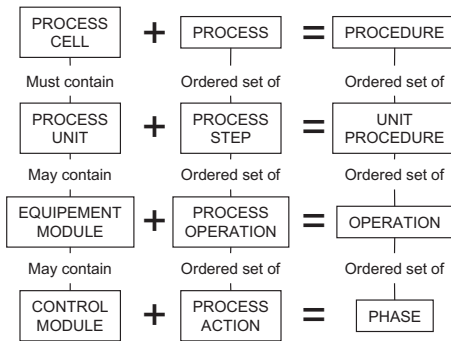 PROCESS
CELL
+
PROCESS
=
PROCEDURE
Must contain
Ordered set of
Ordered set of
PROCESS
UNIT
+
PROCESS
STEP
=
UNIT
PROCEDURE
May contain
Ordered set of
Ordered set of
EQUIPEMENT
MODULE
+
PROCESS
OPERATION
=
OPERATION
May contain
Ordered set of
Ordered set of
CONTROL
MODULE
+
PROCESS
ACTION
=
PHASE